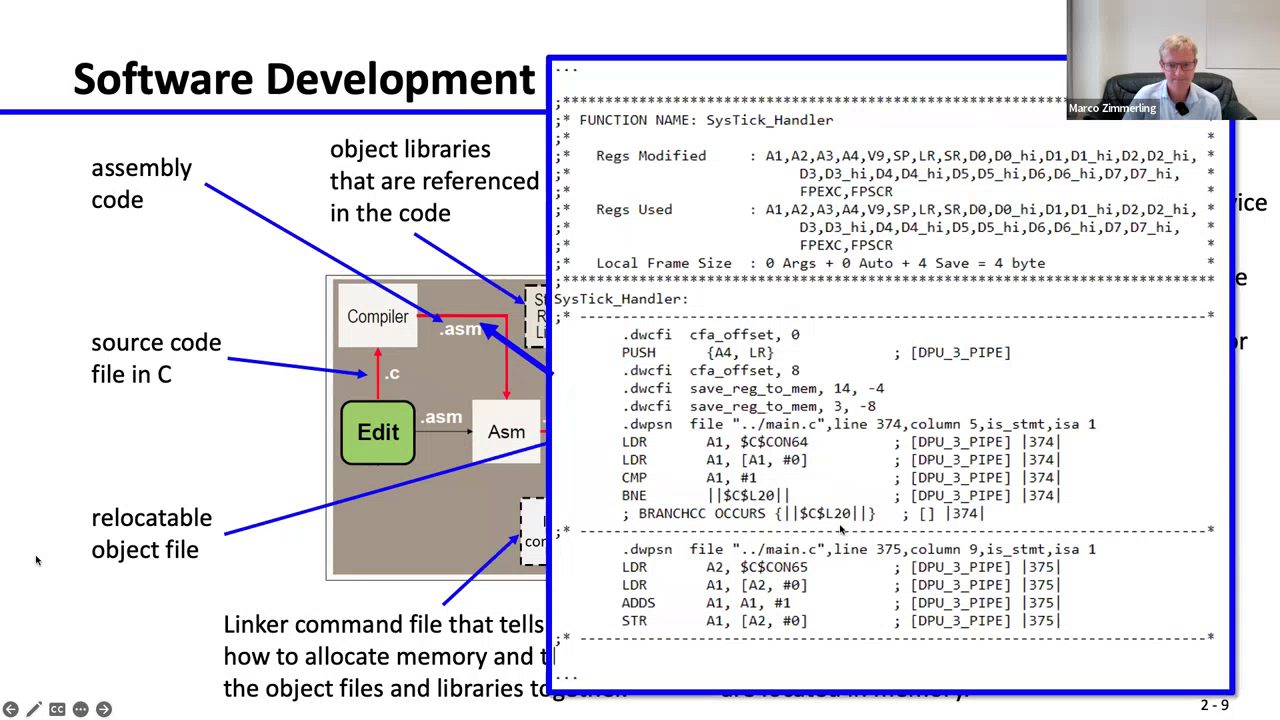 Software Development
Marco Zimmerling
assembly
code
object libraries
that are referenced
in the code
source code
file in C
relocatable
object file
Compiler
.asm
.c
Edit
.asm
Asm
Linker command file that tells
how to allocate memory and
the object files and libraries together.
are located in memory.
...
;******************************************************************************
;* FUNCTION NAME: SysTick_Handler
;* *
;* Regs Modified : A1,A2,A3,A4,V9,SP,LR,SR,D0,D0_hi,D1,D1_hi,D2,D2_hi, *
;* D3,D3_hi,D4,D4_hi,D5,D5_hi,D6,D6_hi,D7,D7_hi, *
;* FPEXC,FPSCR *
;* Regs Used : A1,A2,A3,A4,V9,SP,LR,SR,D0,D0_hi,D1,D1_hi,D2,D2_hi, *
;* D3,D3_hi,D4,D4_hi,D5,D5_hi,D6,D6_hi,D7,D7_hi, *
;* FPEXC,FPSCR *
;* Local Frame Size : 0 Args + 0 Auto + 4 Save = 4 byte *
;******************************************************************************
SysTick_Handler:
;* --------------------------------------------------------------------------*
.dwcfi cfa_offset, 0
PUSH {A4, LR} ; [DPU_3_PIPE]
.dwcfi cfa_offset, 8
.dwcfi save_reg_to_mem, 14, -4
.dwcfi save_reg_to_mem, 3, -8
.dwpsn file "../main.c",line 374,column 5,is_stmt,isa 1
LDR A1, $C$CON64 ; [DPU_3_PIPE] |374|
LDR A1, [A1, #0] ; [DPU_3_PIPE] |374|
CMP A1, #1 ; [DPU_3_PIPE] |374|
BNE ||$C$L20|| ; [DPU_3_PIPE] |374|
; BRANCHCC OCCURS {||$C$L20||} ; [] |374|
;* --------------------------------------------------------------------------*
.dwpsn file "../main.c",line 375,column 9,is_stmt,isa 1
LDR A2, $C$CON65 ; [DPU_3_PIPE] |375|
LDR A1, [A2, #0] ; [DPU_3_PIPE] |375|
ADDS A1, A1, #1 ; [DPU_3_PIPE] |375|
STR A1, [A2, #0] ; [DPU_3_PIPE] |375|
;* --------------------------------------------------------------------------*
...
CC
2 - 9